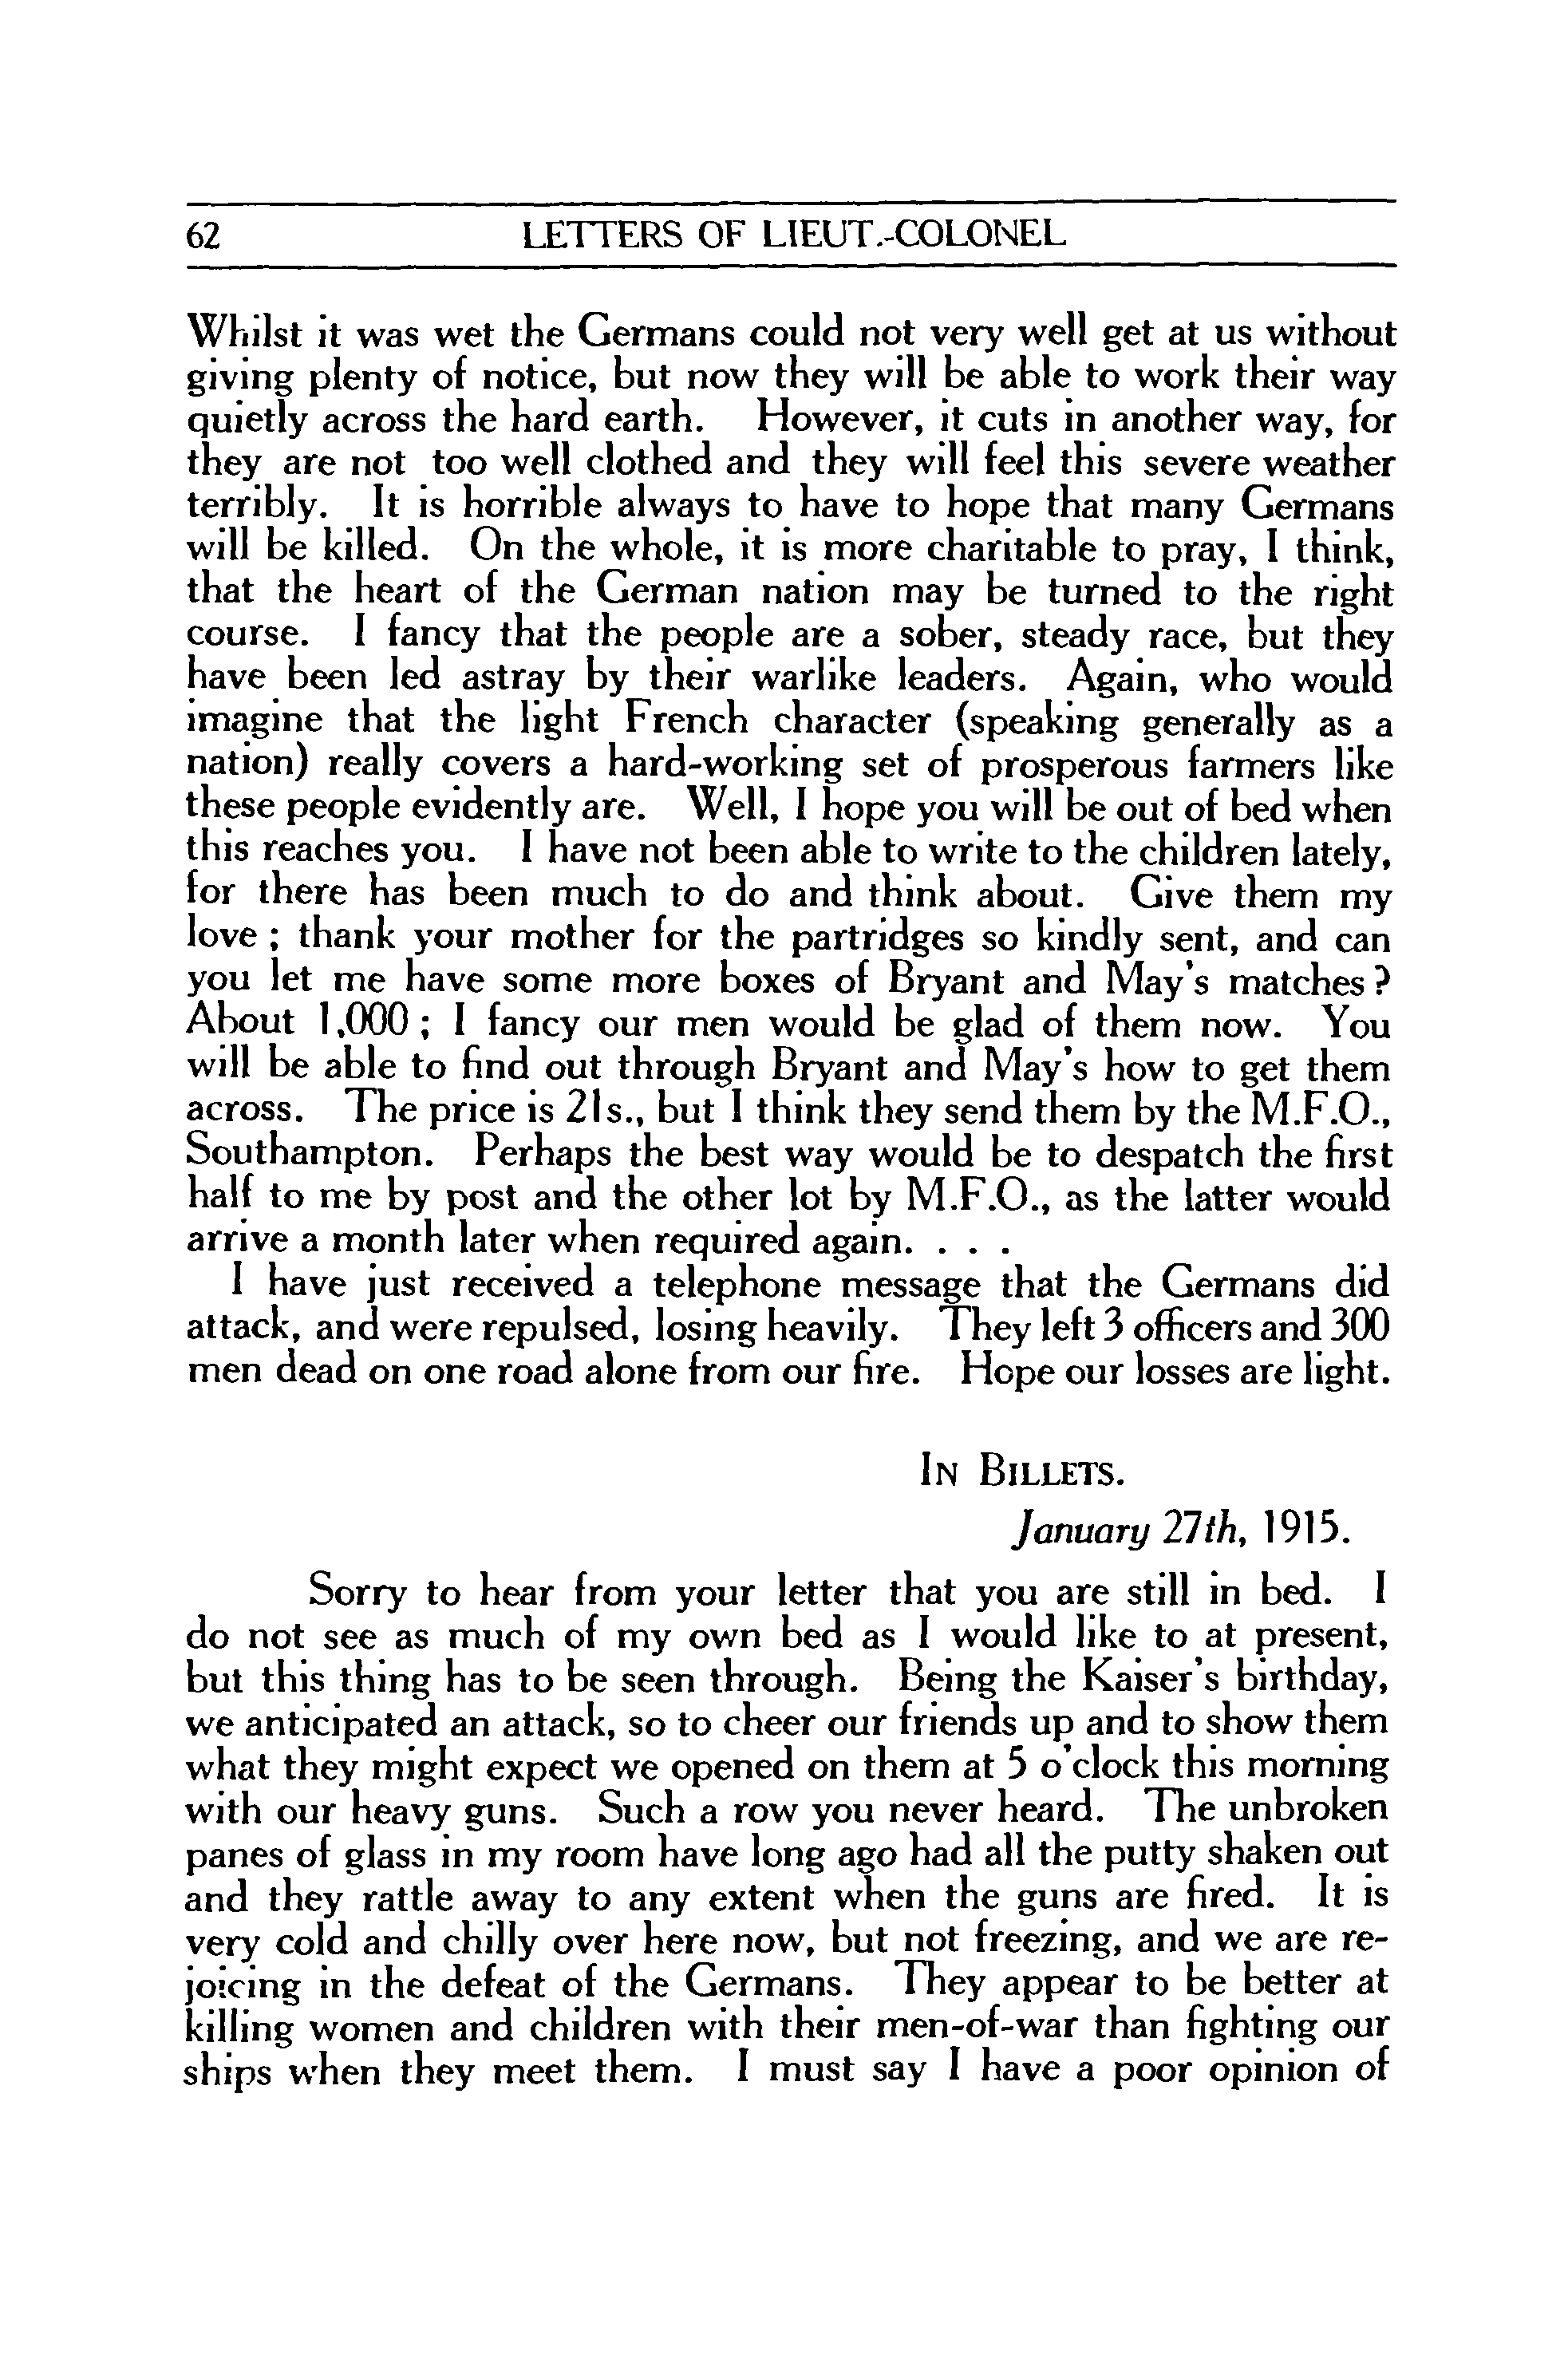 62 LETTERS OF LIEUT.-COLONEL
Whilst it was wet the Germans could not very well get at us without
giving plenty of notice, but now they will be able to work their way
quietly across the hard earth. However, it cuts in another way, for
they are not too well clothed and they will feel this severe weather
terribly. It is horrible always to have to hope that many Germans
will be killed. On the whole, it is more charitable to pray, I think,
that the heart of the German nation may be turned to the right
course. I fancy that the people are a sober, steady race, but they
have been led astray by their warlike leaders. Again, who would
imagine that the light French character (speaking generally as a
nation) really covers a hard-working set of prosperous farmers like
these people evidently are. Well, I hope you will be out of bed when
this reaches you. I have not been able to write to the children lately,
for there has been much to do and think about. Give them my
love ; thank your mother for the partridges so kindly sent, and can
you let me have some more boxes of Bryant and May's matches ?
About 1,000 ; I fancy our men would be glad of them now. You
will be able to find out through Bryant and May's how to get them
across. The price is 21s., but I think they send them by the M.F.O.,
Southampton. Perhaps the best way would be to despatch the first
half to me by post and the other lot by M.F.O., as the latter would
arrive a month later when required again. . . .
I have just received a telephone message that the Germans did
attack, and were repulsed, losing heavily. They left 3 officers and 300
men dead on one road alone from our fire. Hope our losses are light.
IN BILLETS.
January 27th, 1915.
Sorry to hear from your letter that you are still in bed. I
do not see as much of my own bed as I would like to at present,
but this thing has to be seen through. Being the Kaiser's birthday,
we anticipated an attack, so to cheer our friends up and to show them
what they might expect we opened on them at 5 o'clock this morning
with our heavy guns. Such a row you never heard. The unbroken
panes of glass in my room have long ago had all the putty shaken out
and they rattle away to any extent when the guns are fired. It is
very cold and chilly over here now, but not freezing, and we are re-
joicing in the defeat of the Germans. They appear to be better at
killing women and children with their men-of-war than fighting our
ships when they meet them. I must say I have a poor opinion of